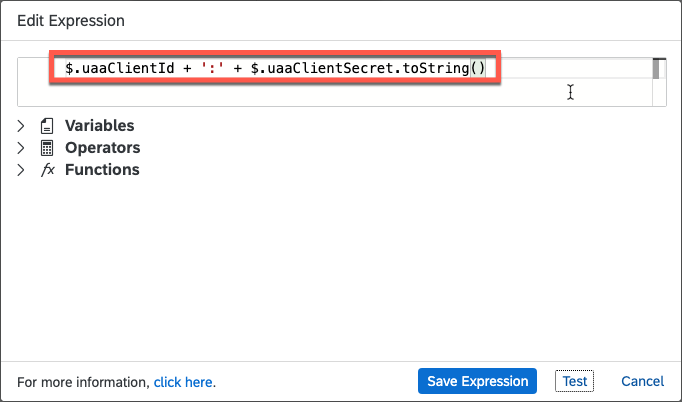 Edit Expression
$.uaaClientId + ':' + $.uaaClientSecret.toString()
Variables
Operators
fx Functions
For more information, click here. Save Expression Test Cancel